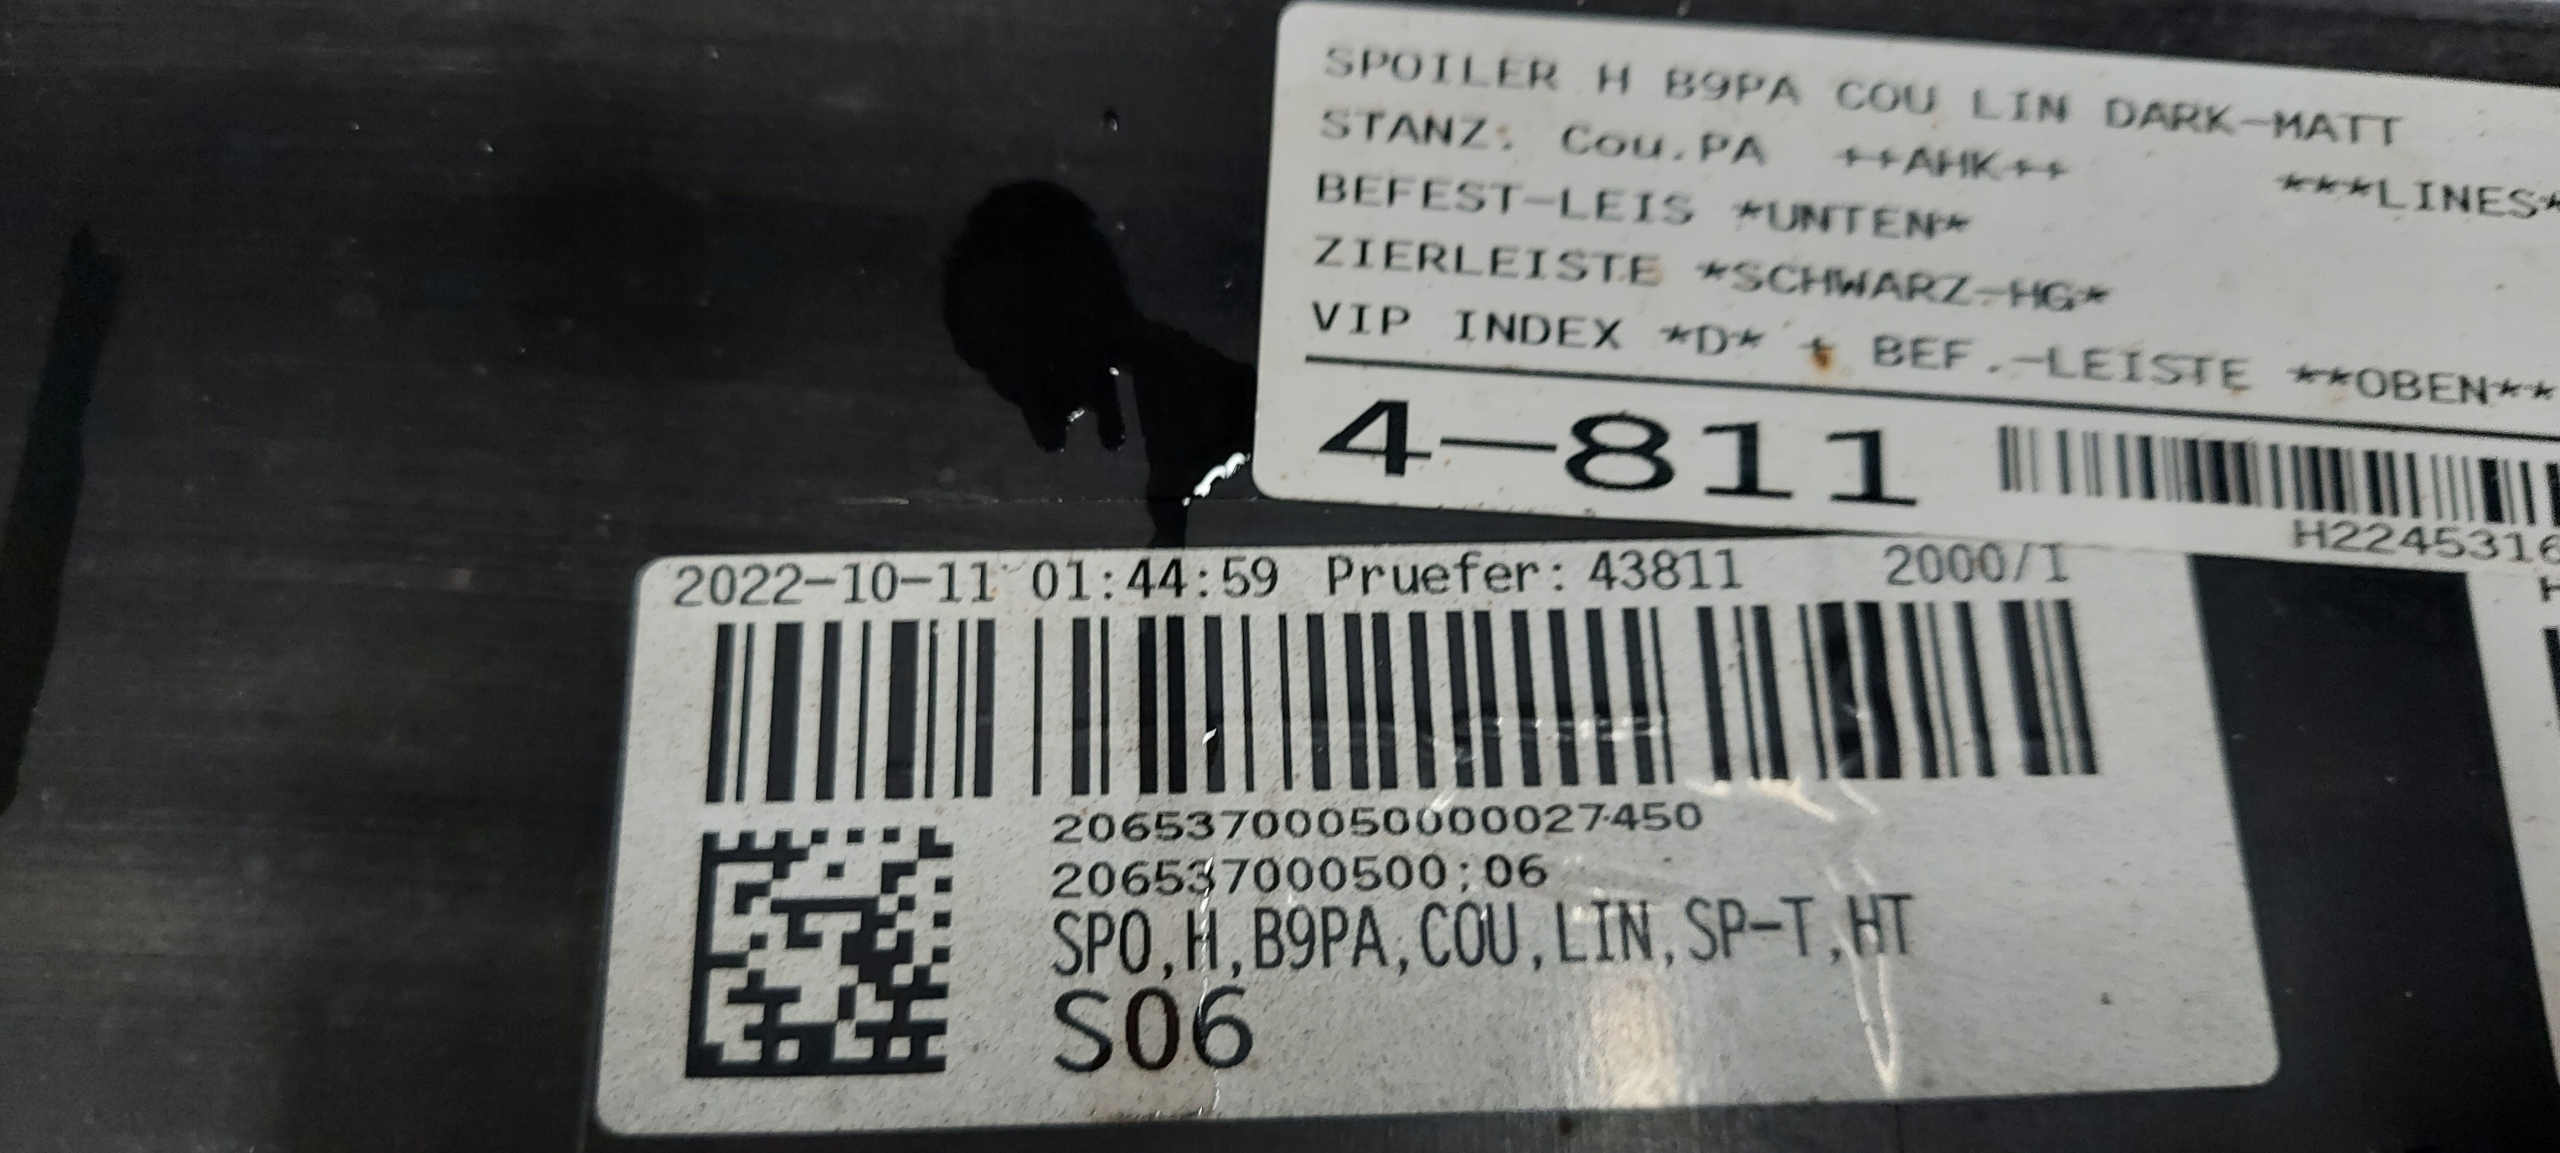 SPOILER H B9PA COU LIN DARK-MATT
STANZ: Cou.PA ++AHK++ ***LINES*
BEFEST-LEIS *UNTEN*
ZIERLEISTE *SCHWARZ-HG*
VIP INDEX *D* + BEF.-LEISTE **OBEN**
4-811
H2245316
2022-10-11 01:44:59 Pruefer: 43811 2000/I
20653700050000027450
206537000500:06
SPO,H,B9PA,COU,LIN,SP-T,HT
S06